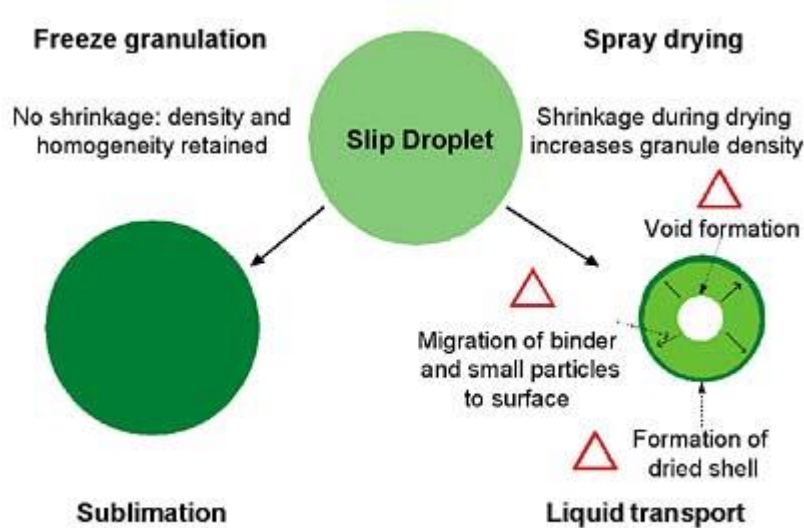 Freeze granulation
Spray drying
No shrinkage: density and
homogeneity retained
Slip Droplet
Shrinkage during drying
increases granule density
Void formation
Migration of binder
and small particles
to surface
Formation of
dried shell
Sublimation
Liquid transport